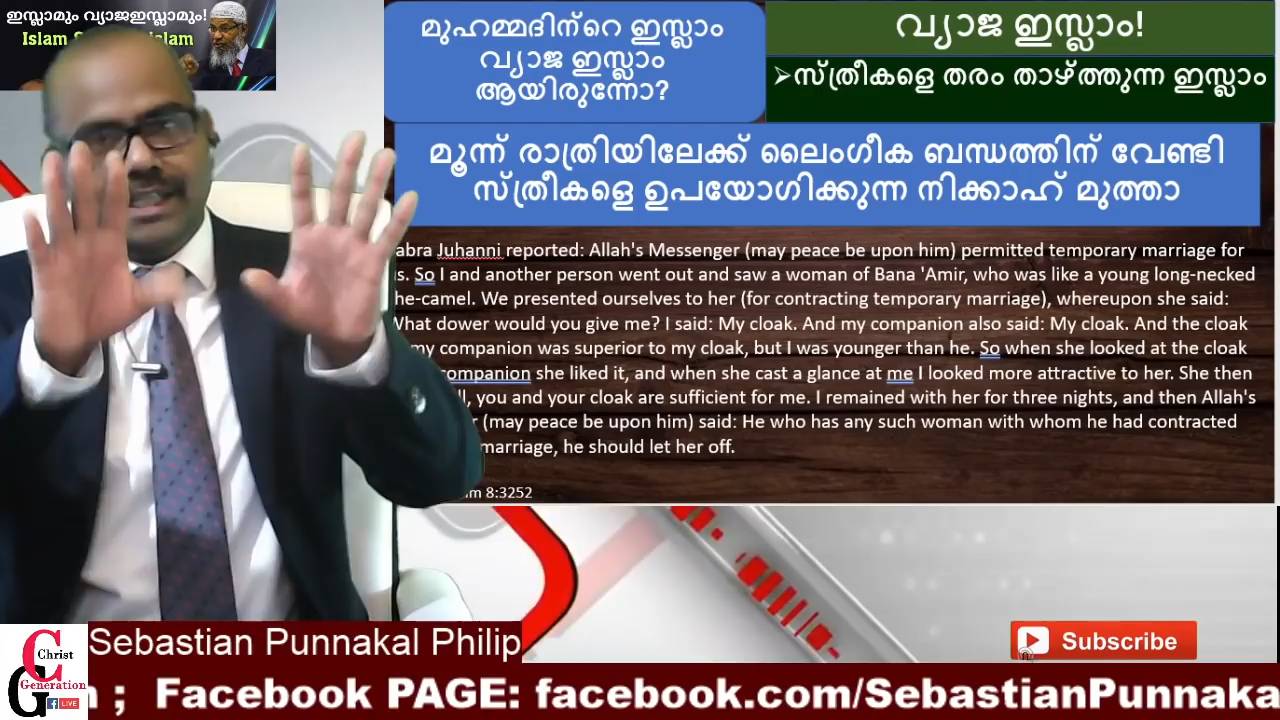 ഇസ്ലാമും വ്യാജഇസ്ലാമും!
Islam
മുഹമ്മദിന്റെ ഇസ്ലാം
വ്യാജ ഇസ്ലാം
ആയിരുന്നോ?
വ്യാജ ഇസ്ലാം!
➢സ്ത്രീകളെ തരം താഴ്ത്തുന്ന ഇസ്ലാം
മൂന്ന് രാത്രിയിലേക്ക് ലൈംഗീക ബന്ധത്തിന് വേണ്ടി
സ്ത്രീകളെ ഉപയോഗിക്കുന്ന നിക്കാഹ് മുത്താ
abra Juhanni reported: Allah's Messenger (may peace be upon him) permitted temporary marriage for
s. So I and another person went out and saw a woman of Bana 'Amir, who was like a young long-necked
he-camel. We presented ourselves to her (for contracting temporary marriage), whereupon she said:
What dower would you give me? I said: My cloak. And my companion also said: My cloak. And the cloak
my companion was superior to my cloak, but I was younger than he. So when she looked at the cloak
companion she liked it, and when she cast a glance at me I looked more attractive to her. She then
you and your cloak are sufficient for me. I remained with her for three nights, and then Allah's
(may peace be upon him) said: He who has any such woman with whom he had contracted
marriage, he should let her off.
8:3252
Sebastian Punnakal Philip
Subscribe
Christ
Generation
LIVE
; Facebook PAGE: facebook.com/SebastianPunnaka